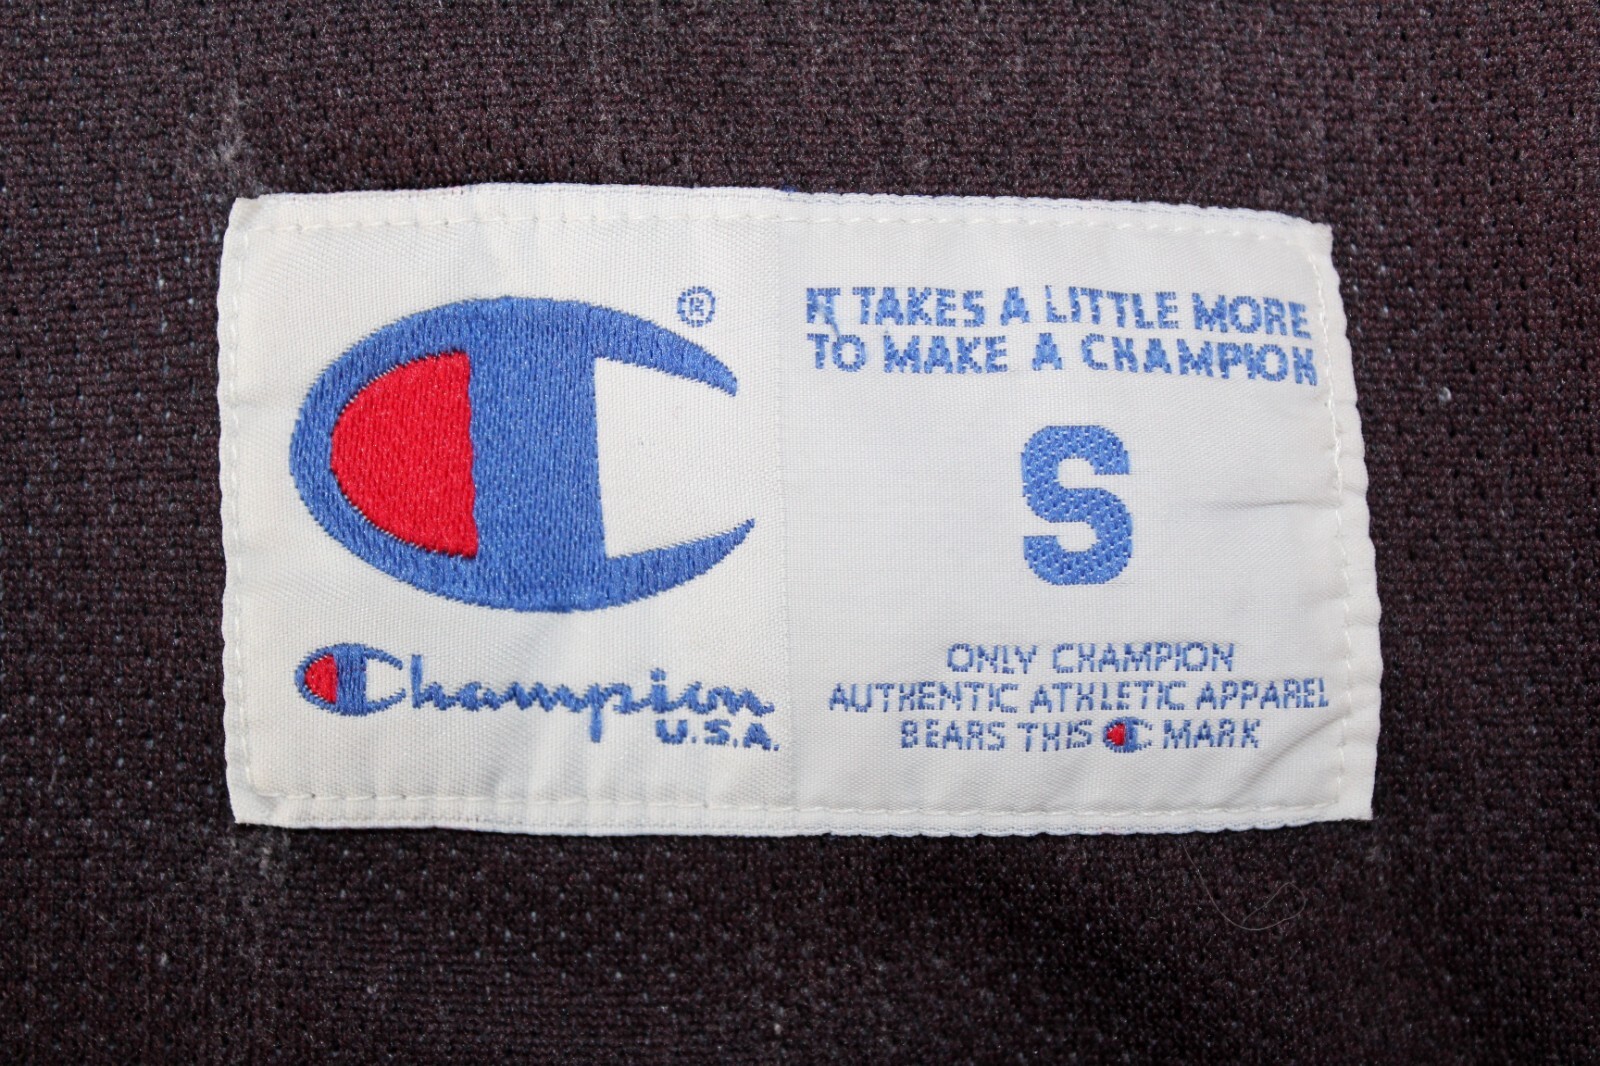 ®
Champion
U.S.A.
IT TAKES A LITTLE MORE
TO MAKE A CHAMPION
S
ONLY CHAMPION
AUTHENTIC ATHLETIC APPAREL
BEARS THIS C MARK